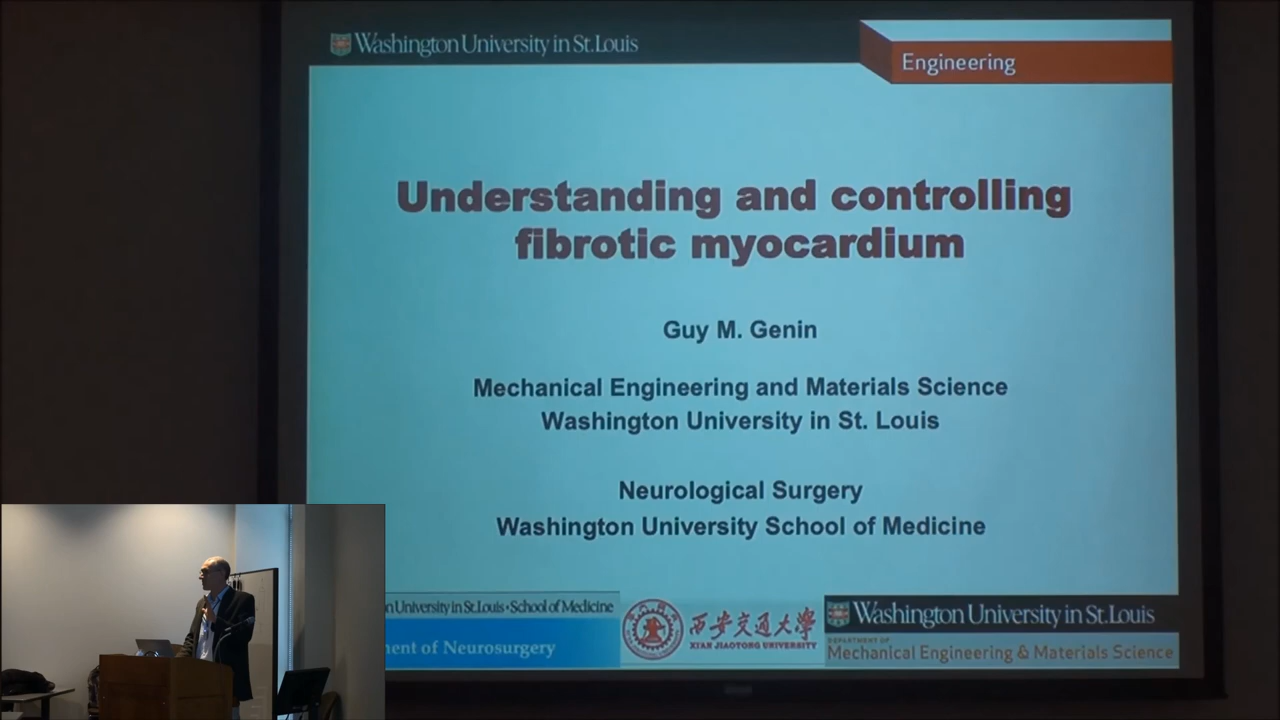 Washington University in St.Louis
Engineering
Understanding and controlling
fibrotic myocardium
Guy M. Genin
Mechanical Engineering and Materials Science
Washington University in St. Louis
Neurological Surgery
Washington University School of Medicine
n University in St.Louis • School of Medicine
ment of Neurosurgery
西安交通大學
XIAN JIAOTONG UNIVERSITY
Washington University in St.Louis
DEPARTMENT OF
Mechanical Engineering & Materials Science